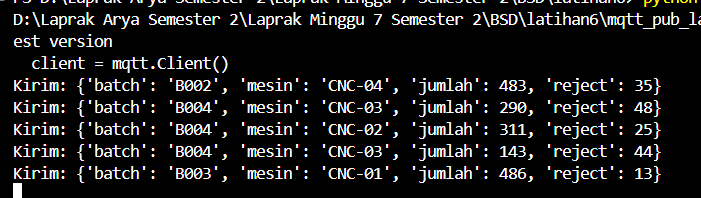 PS D:\Laprak Arya Semester 2\Laprak Minggu 7 Semester 2\BSD\latihan6> python
D:\Laprak Arya Semester 2\Laprak Minggu 7 Semester 2\BSD\latihan6\mqtt_pub_la
est version
client = mqtt.Client()
Kirim: {'batch': 'B002', 'mesin': 'CNC-04', 'jumlah': 483, 'reject': 35}
Kirim: {'batch': 'B004', 'mesin': 'CNC-03', 'jumlah': 290, 'reject': 48}
Kirim: {'batch': 'B004', 'mesin': 'CNC-02', 'jumlah': 311, 'reject': 25}
Kirim: {'batch': 'B004', 'mesin': 'CNC-03', 'jumlah': 143, 'reject': 44}
Kirim: {'batch': 'B003', 'mesin': 'CNC-01', 'jumlah': 486, 'reject': 13}